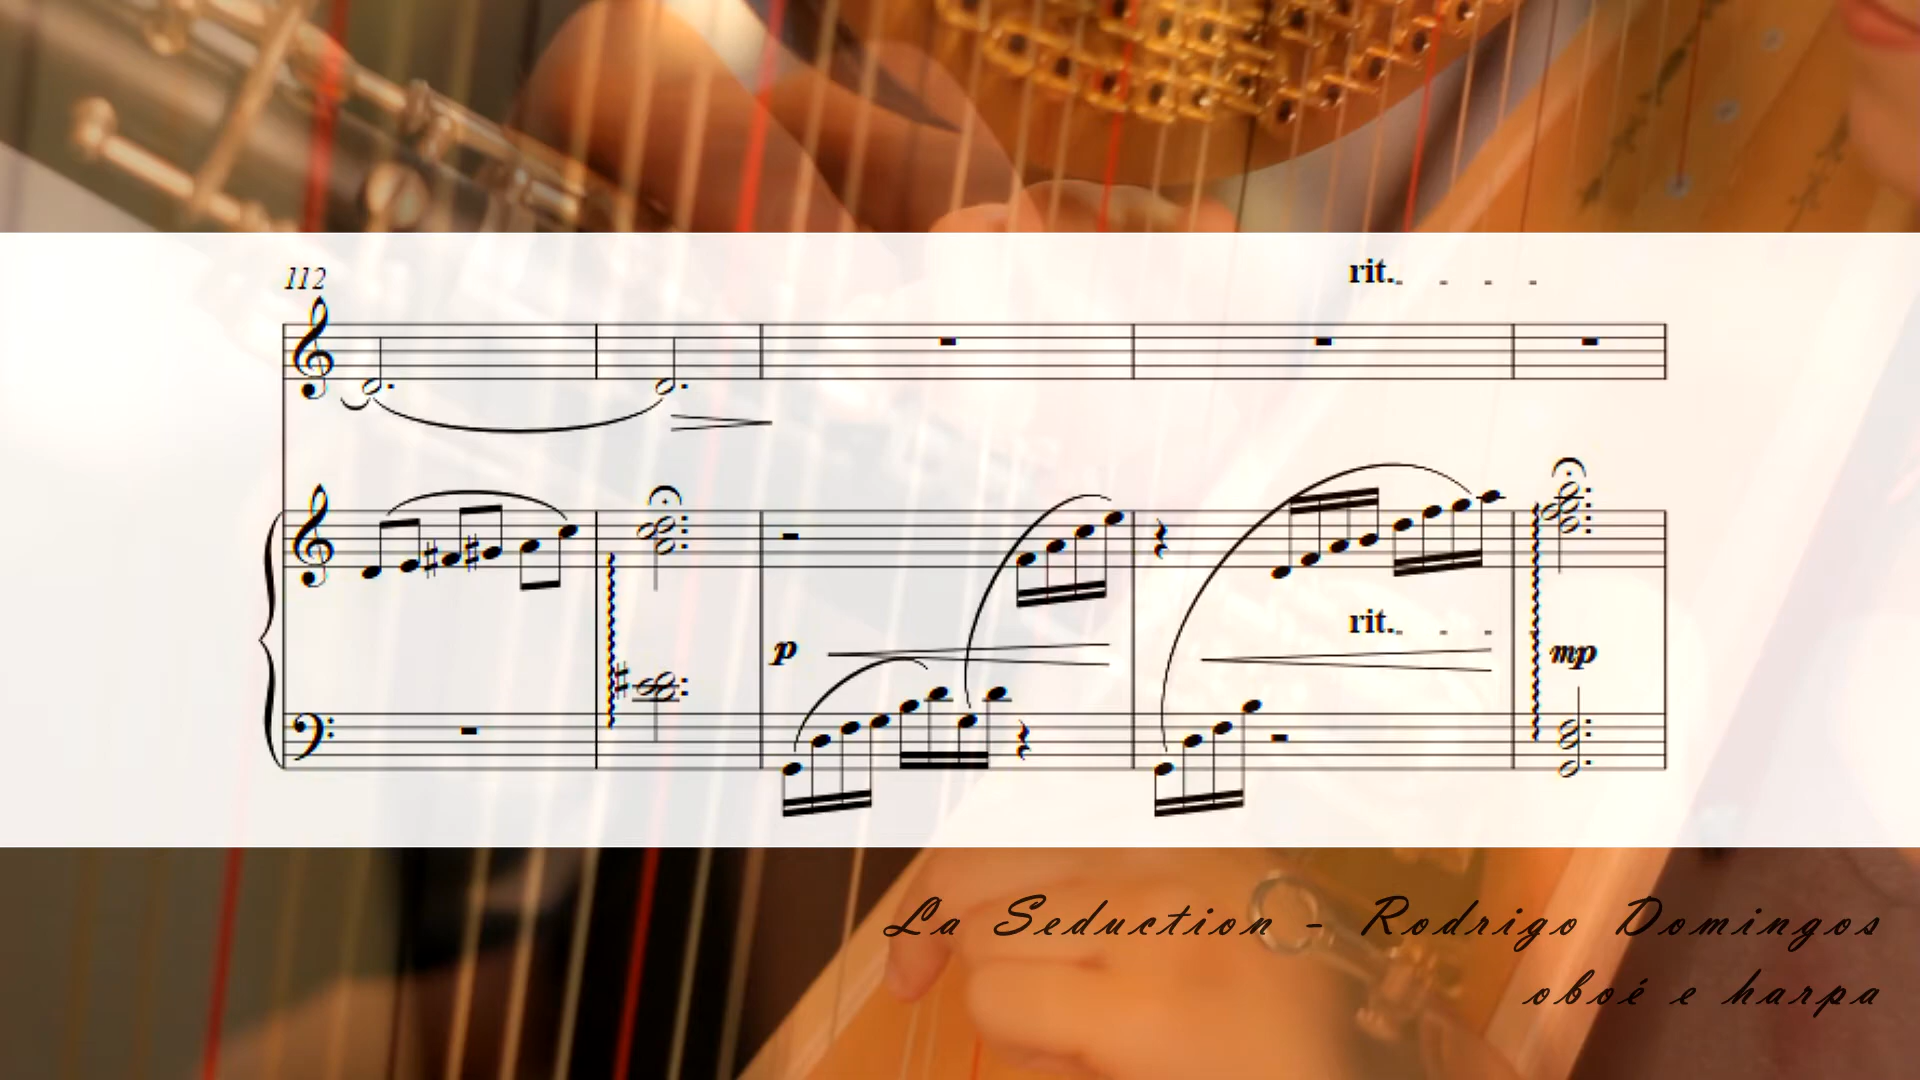 112
rit.
rit.
p
mp
La Seduction - Rodrigo Domingos
oboé e harpa